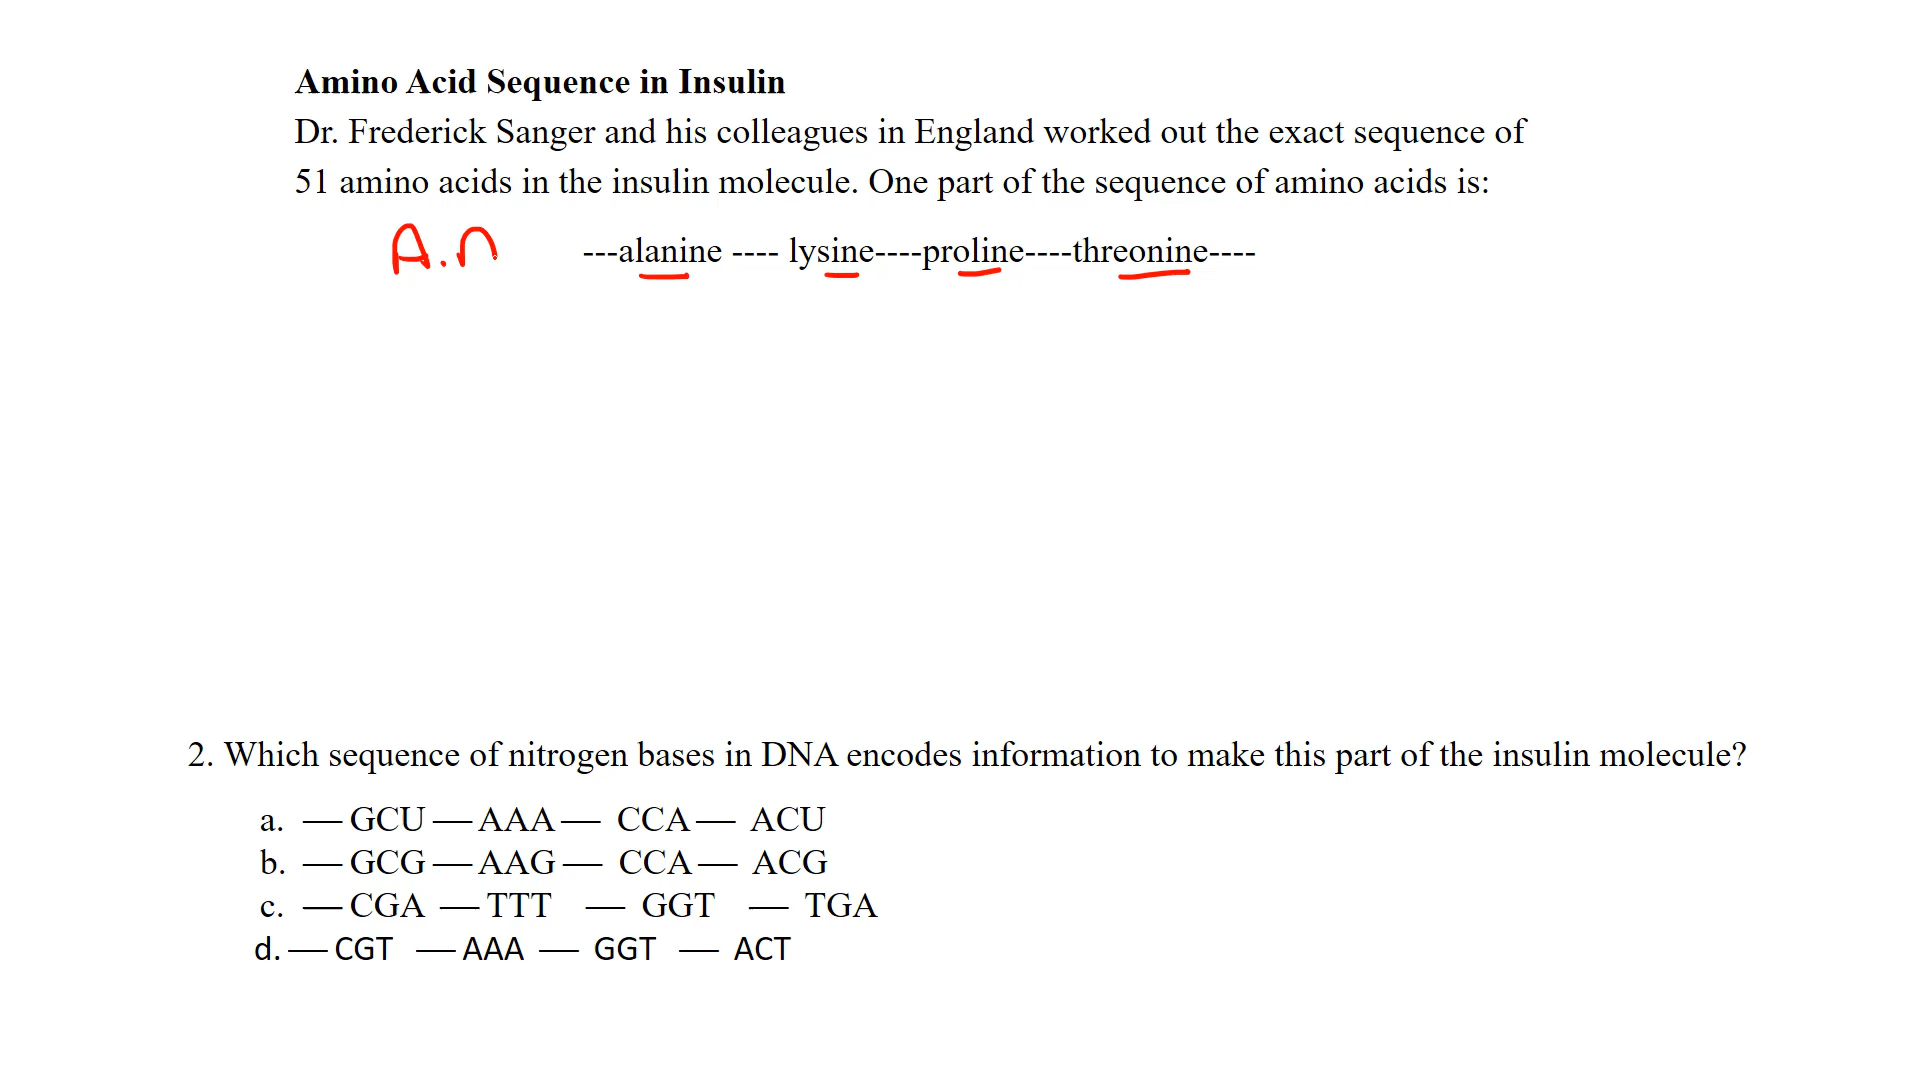 Amino Acid Sequence in Insulin
Dr. Frederick Sanger and his colleagues in England worked out the exact sequence of
51 amino acids in the insulin molecule. One part of the sequence of amino acids is:
A.n ---alanine ---- lysine----proline----threonine----
2. Which sequence of nitrogen bases in DNA encodes information to make this part of the insulin molecule?
a. — GCU — AAA — CCA — ACU
b. — GCG — AAG — CCA — ACG
c. — CGA — TTT — GGT — TGA
d. — CGT — AAA — GGT — ACT